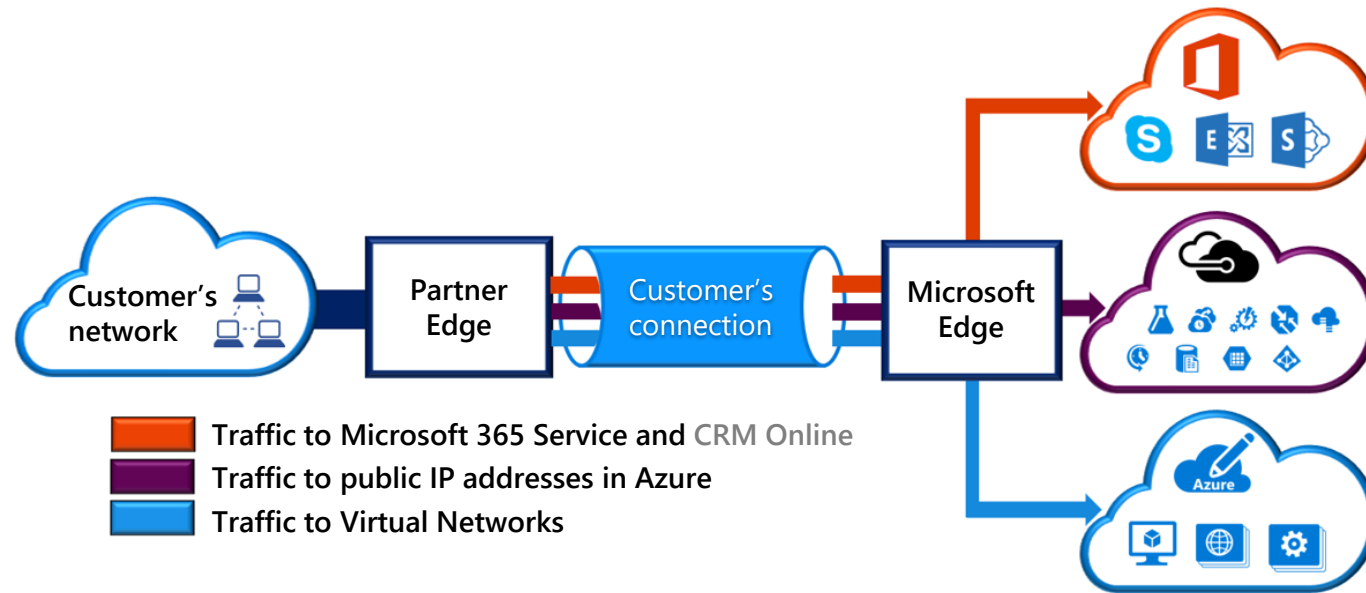 Customer's
network
Partner
Edge
Customer's
connection
Microsoft
Edge
S
E
S
Azure
Traffic to Microsoft 365 Service and CRM Online
Traffic to public IP addresses in Azure
Traffic to Virtual Networks